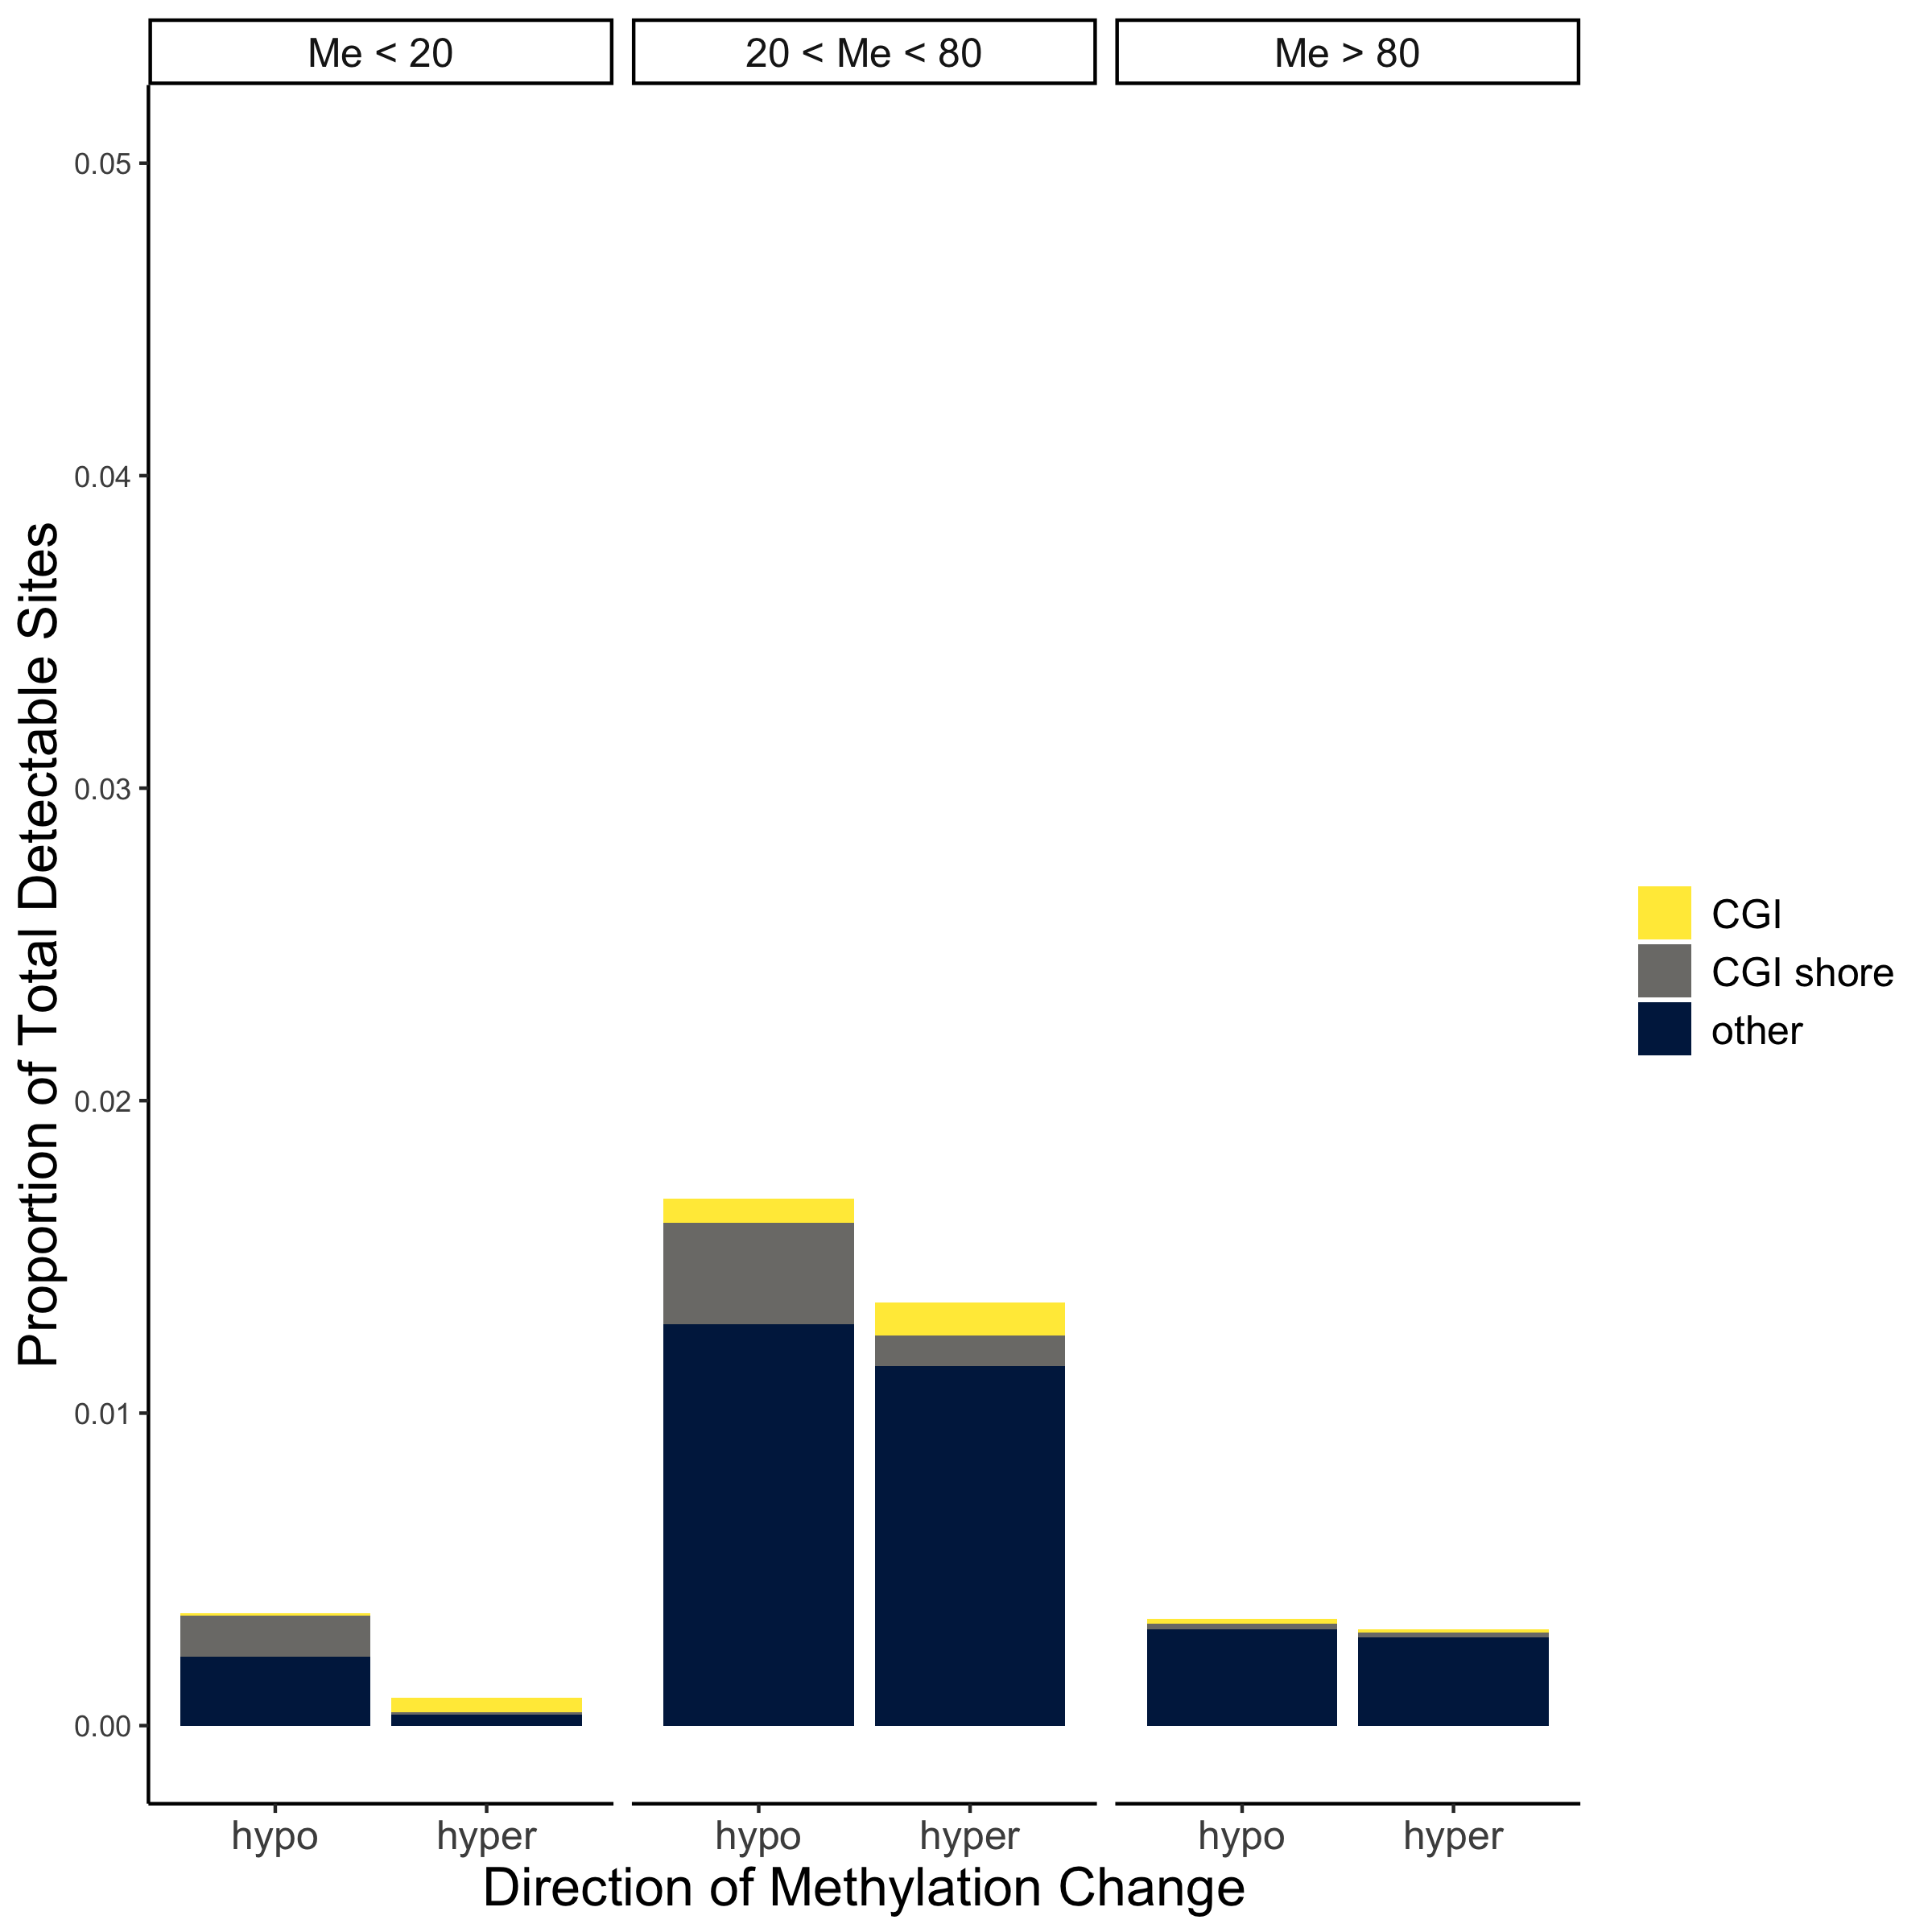 Me < 20
20 < Me < 80
Me > 80
Proportion of Total Detectable Sites
0.05
0.04
0.03
0.02
0.01
0.00
hypo hyper hypo hyper hypo hyper
Direction of Methylation Change
CGI
CGI shore
other